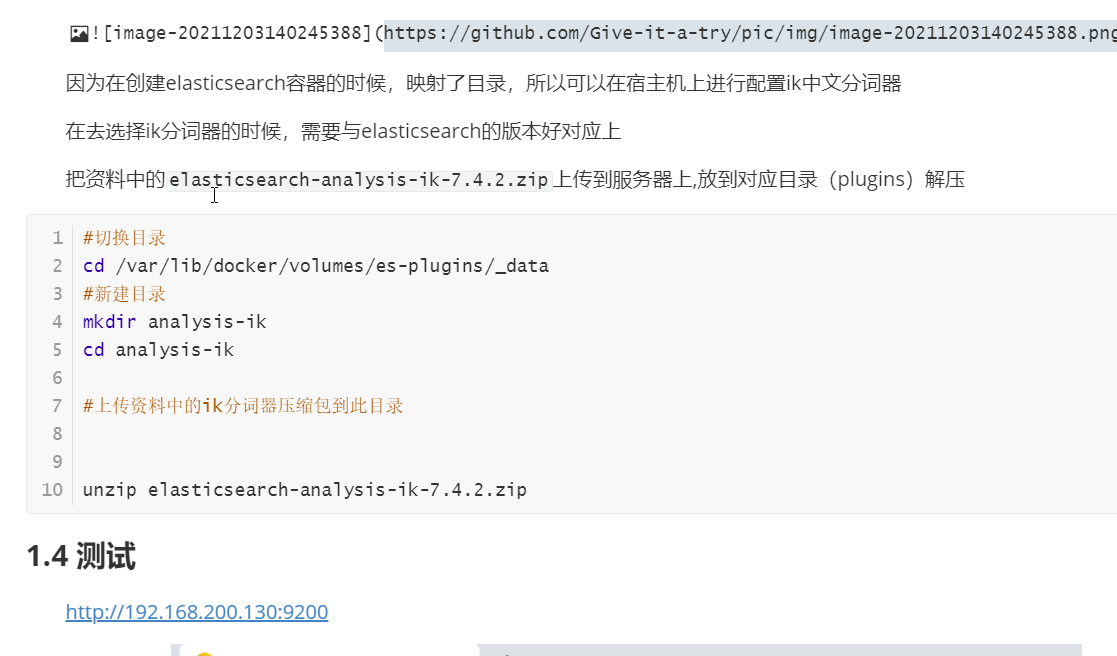 ![image-20211203140245388](https://github.com/Give-it-a-try/pic/img/image-20211203140245388.png
因为在创建elasticsearch容器的时候，映射了目录，所以可以在宿主机上进行配置ik中文分词器
在去选择ik分词器的时候，需要与elasticsearch的版本好对应上
把资料中的elasticsearch-analysis-ik-7.4.2.zip上传到服务器上,放到对应目录（plugins）解压
1 #切换目录
2 cd /var/lib/docker/volumes/es-plugins/_data
3 #新建目录
4 mkdir analysis-ik
5 cd analysis-ik
6
7 #上传资料中的ik分词器压缩包到此目录
8
9
10 unzip elasticsearch-analysis-ik-7.4.2.zip
1.4 测试
http://192.168.200.130:9200